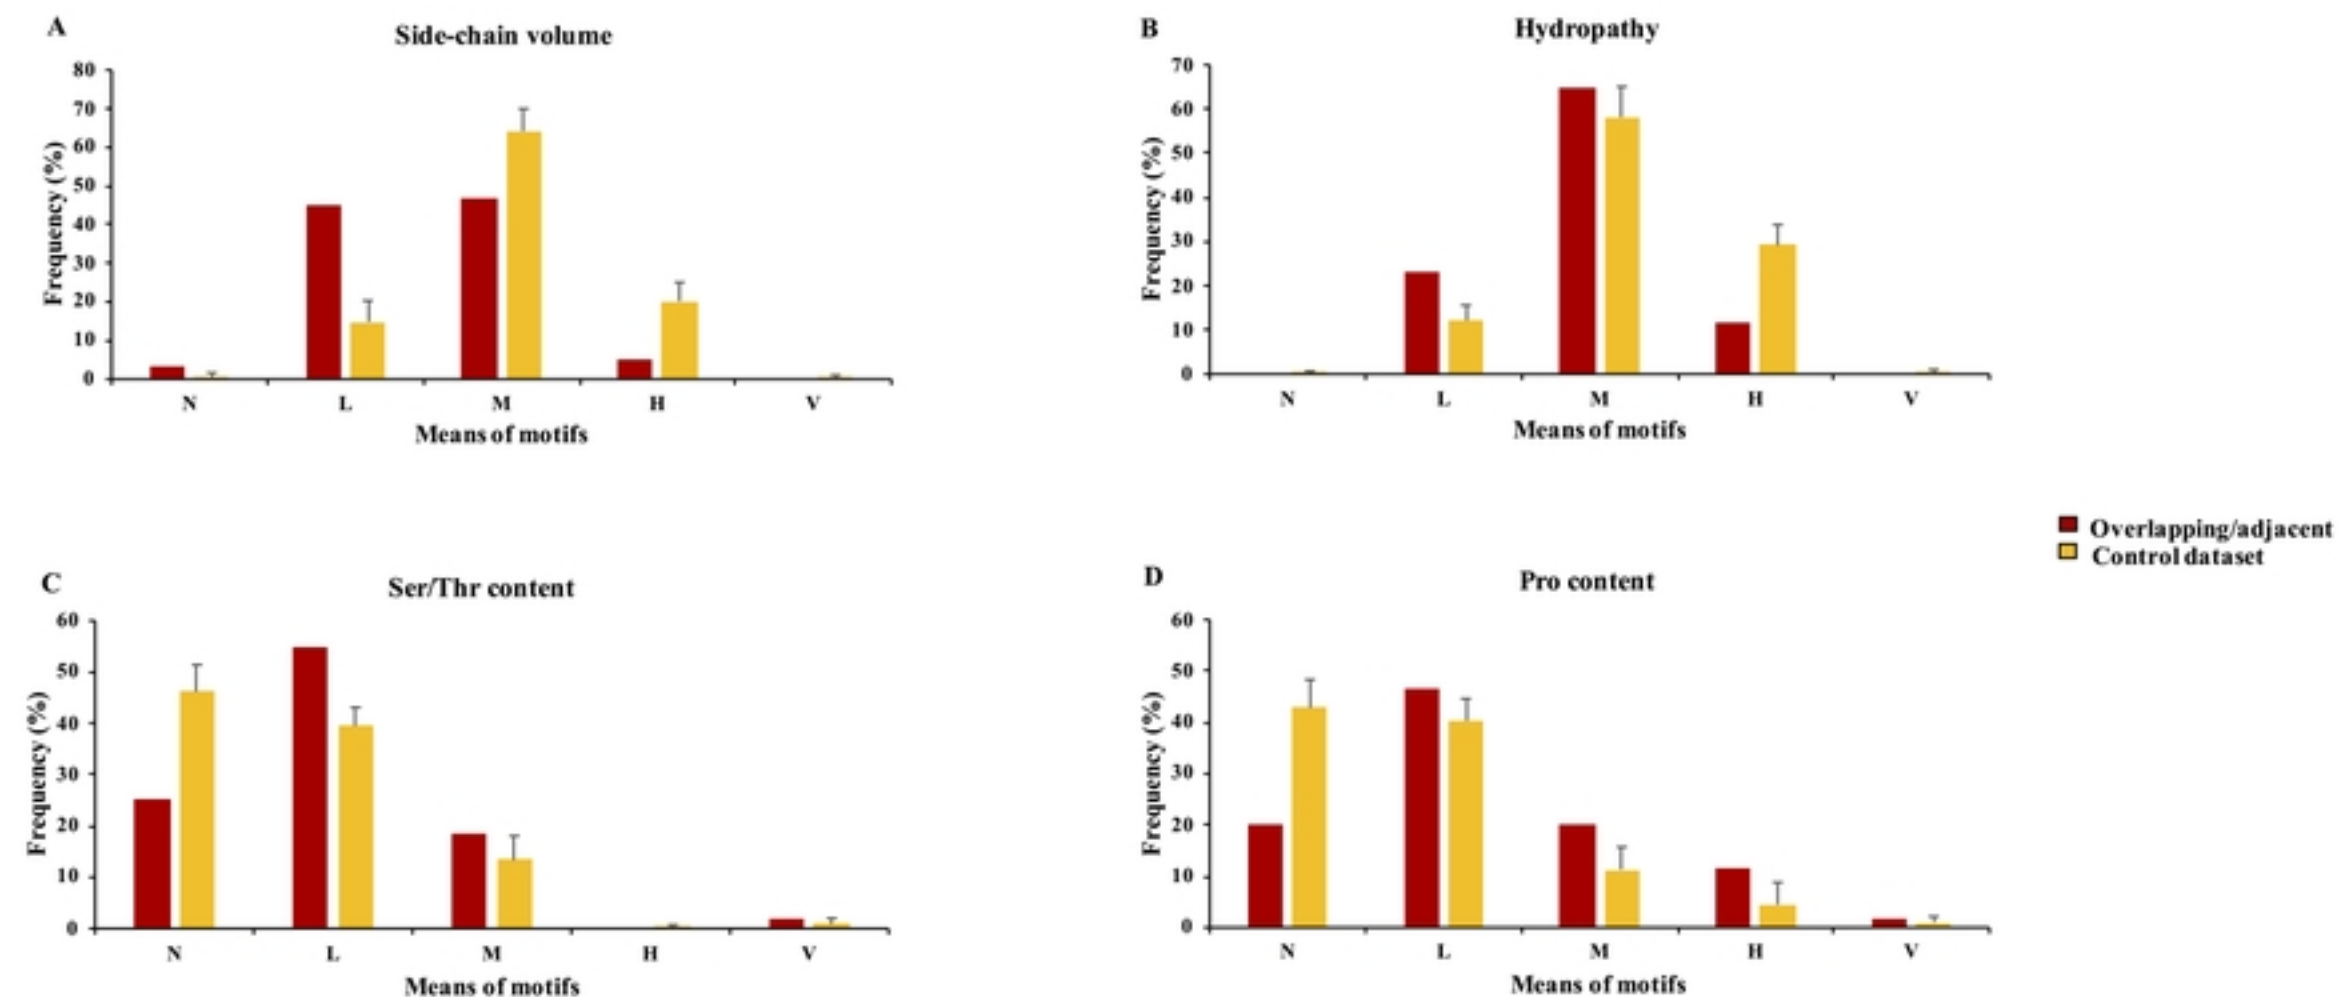 A
Side-chain volume
80
70
60
50
40
30
20
10
0
Frequency (%)
N L M H V
Means of motifs
B
Hydropathy
70
60
50
40
30
20
10
0
Frequency (%)
N L M H V
Means of motifs
Overlapping/adjacent
Control dataset
C
Ser/Thr content
60
50
40
30
20
10
0
Frequency (%)
N L M H V
Means of motifs
D
Pro content
60
50
40
30
20
10
0
Frequency (%)
N L M H V
Means of motifs